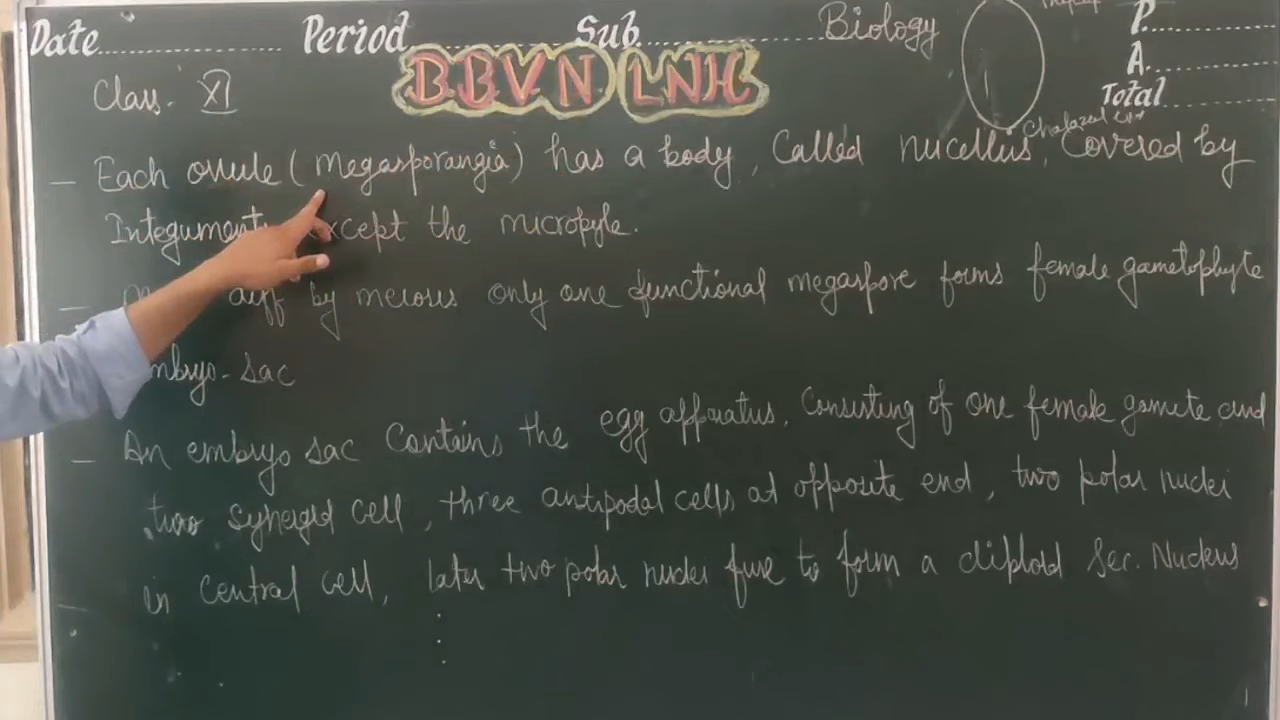 Date............ Period............ Sub............ Biology P.......
A.......
Total.......
BBVN LNH
Class. XI
Chalazal end
— Each ovule (Megasporangia) has a body, Called nucellus, Covered by
Integument except the micropyle.
— diff by meiosis only one functional megaspore forms female gametophyte
embryo-sac
— An embryo sac Contains the egg apparatus. Consisting of one female gamete and
two synergid cell, three antipodal cells at opposite end, two polar nuclei
in Central cell, later two polar nuclei fuse to form a diploid Sec. Nucleus